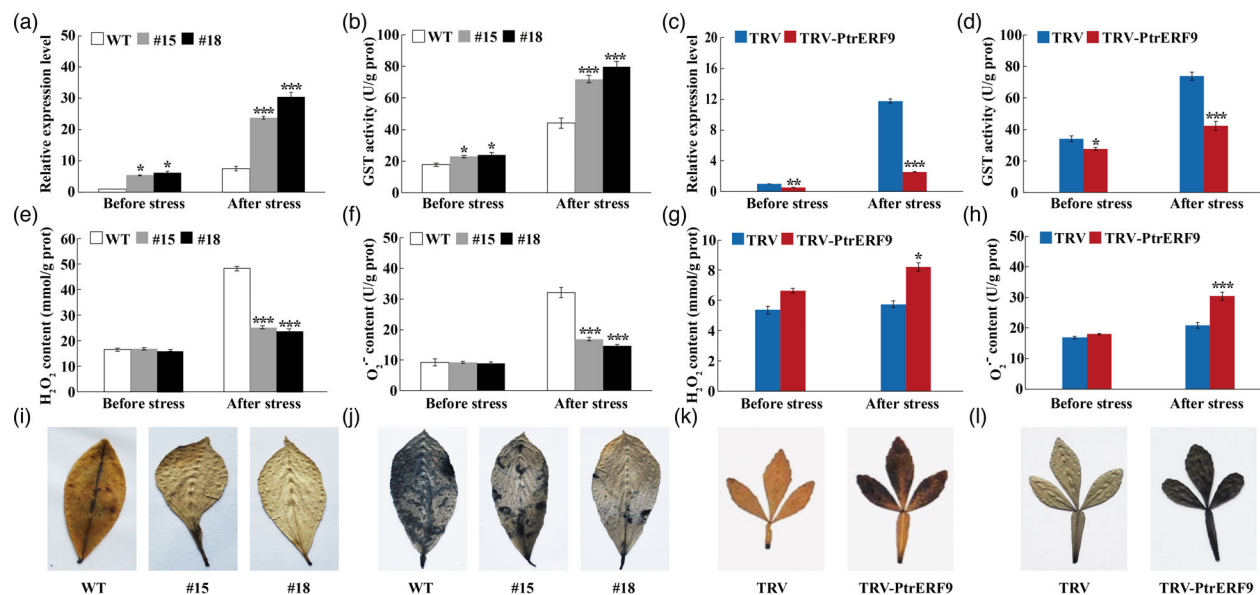 (a)
WT #15 #18
Relative expression level
50
40
30
20
10
0
* * *** ***
Before stress After stress
(b)
WT #15 #18
GST activity (U/g prot)
100
80
60
40
20
0
* * *** ***
Before stress After stress
(c)
TRV TRV-PtrERF9
Relative expression level
20
16
12
8
4
0
** ***
Before stress After stress
(d)
TRV TRV-PtrERF9
GST activity (U/g prot)
100
80
60
40
20
0
* ***
Before stress After stress
(e)
WT #15 #18
H2O2 content (mmol/g prot)
60
50
40
30
20
10
0
*** ***
Before stress After stress
(f)
WT #15 #18
O2·− content (U/g prot)
50
40
30
20
10
0
*** ***
Before stress After stress
(g)
TRV TRV-PtrERF9
H2O2 content (mmol/g prot)
10
8
6
4
2
0
*
Before stress After stress
(h)
TRV TRV-PtrERF9
O2·− content (U/g prot)
50
40
30
20
10
0
***
Before stress After stress
(i)
WT #15 #18
(j)
WT #15 #18
(k)
TRV TRV-PtrERF9
(l)
TRV TRV-PtrERF9